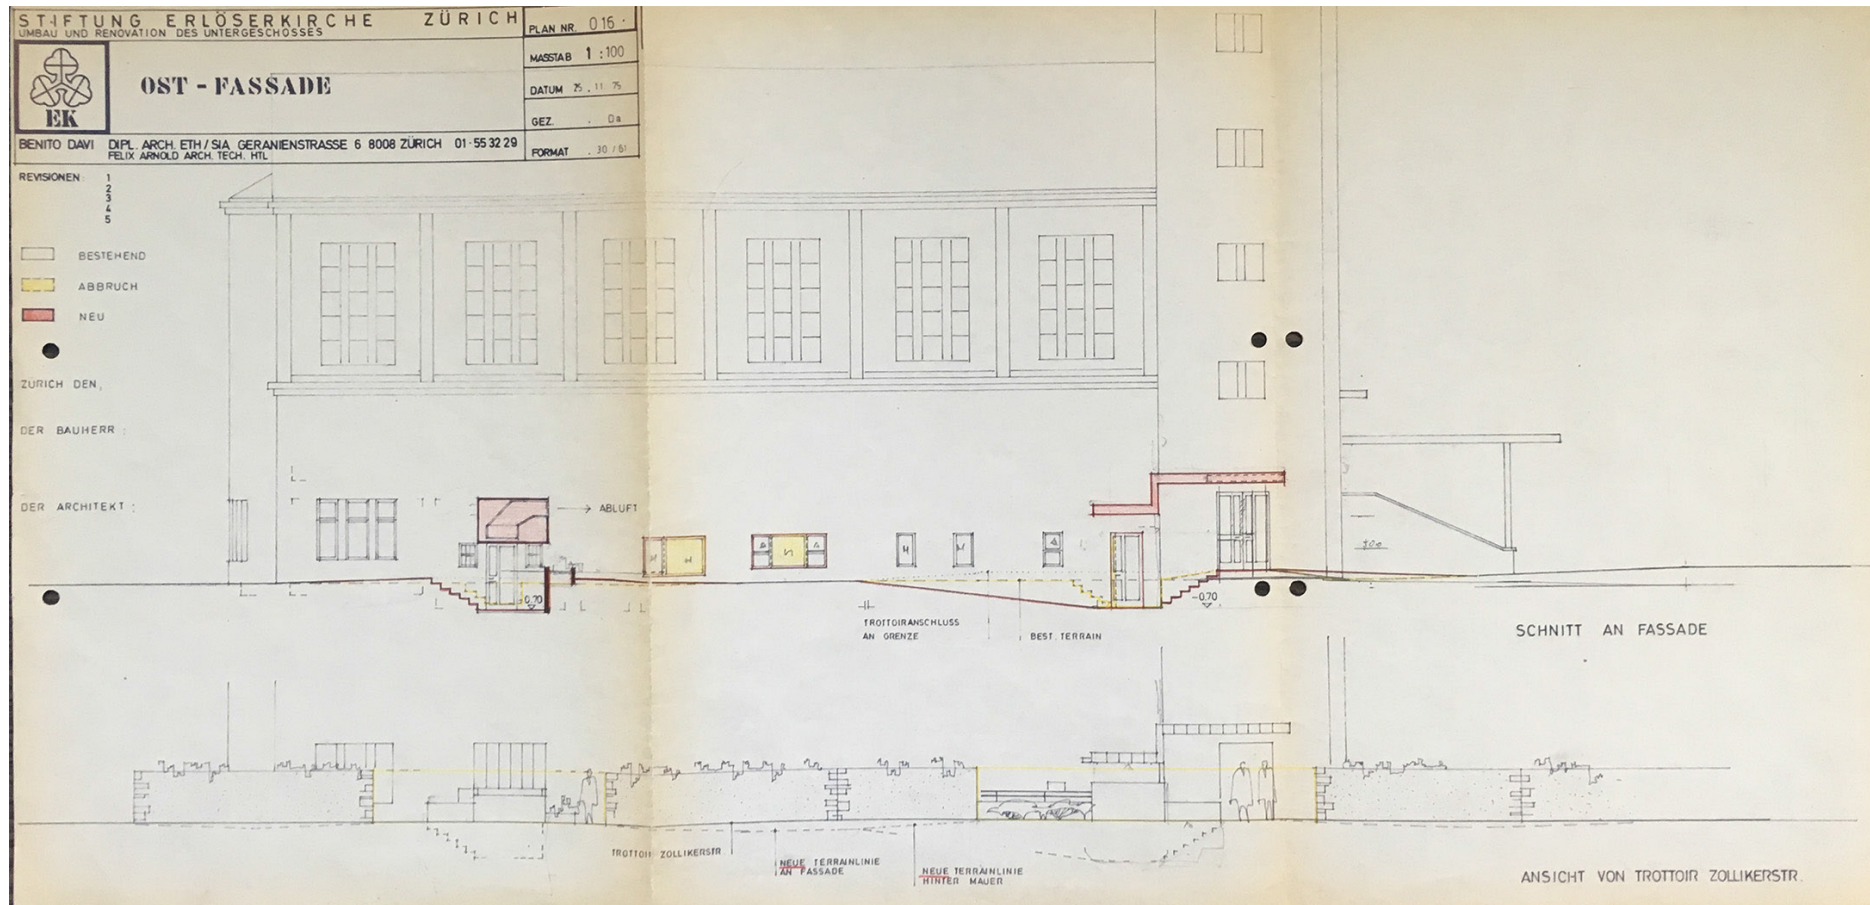 STIFTUNG ERLÖSERKIRCHE ZÜRICH
UMBAU UND RENOVATION DES UNTERGESCHOSSES
EK
OST - FASSADE
BENITO DAVI DIPL. ARCH. ETH / SIA GERANIENSTRASSE 6 8008 ZÜRICH 01-55 32 29
FELIX ARNOLD ARCH. TECH. HTL
PLAN NR. 016
MASSTAB 1 : 100
DATUM 25 . 11. 75
GEZ. Da
FORMAT 30 / 61
REVISIONEN: 1
2
3
4
5
BESTEHEND
ABBRUCH
NEU
ZÜRICH DEN,
DER BAUHERR :
DER ARCHITEKT :
ABLUFT
-0.70
-0.70
TROTTOIRANSCHLUSS
AN GRENZE
BEST. TERRAIN
SCHNITT AN FASSADE
TROTTOIR ZOLLIKERSTR.
NEUE TERRAINLINIE
AN FASSADE
NEUE TERRAINLINIE
HINTER MAUER
ANSICHT VON TROTTOIR ZOLLIKERSTR.